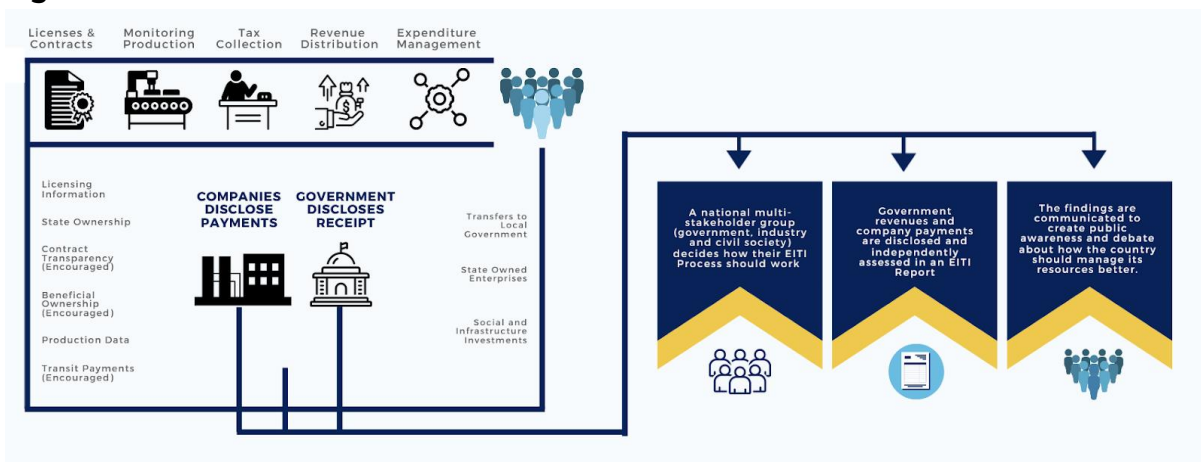 Licenses &
Contracts
Monitoring
Production
Tax
Collection
Revenue
Distribution
Expenditure
Management
Licensing
Information
State Ownership
Contract
Transparency
(Encouraged)
Beneficial
Ownership
(Encouraged)
Production Data
Transit Payments
(Encouraged)
COMPANIES
DISCLOSE
PAYMENTS
GOVERNMENT
DISCLOSES
RECEIPT
Transfers to
Local
Government
State Owned
Enterprises
Social and
Infrastructure
Investments
A national multi-
stakeholder group
(government, industry
and civil society)
decides how their EITI
Process should work
Government
revenues and
company payments
are disclosed and
independently
assessed in an EITI
Report
The findings are
communicated to
create public
awareness and debate
about how the country
should manage its
resources better.